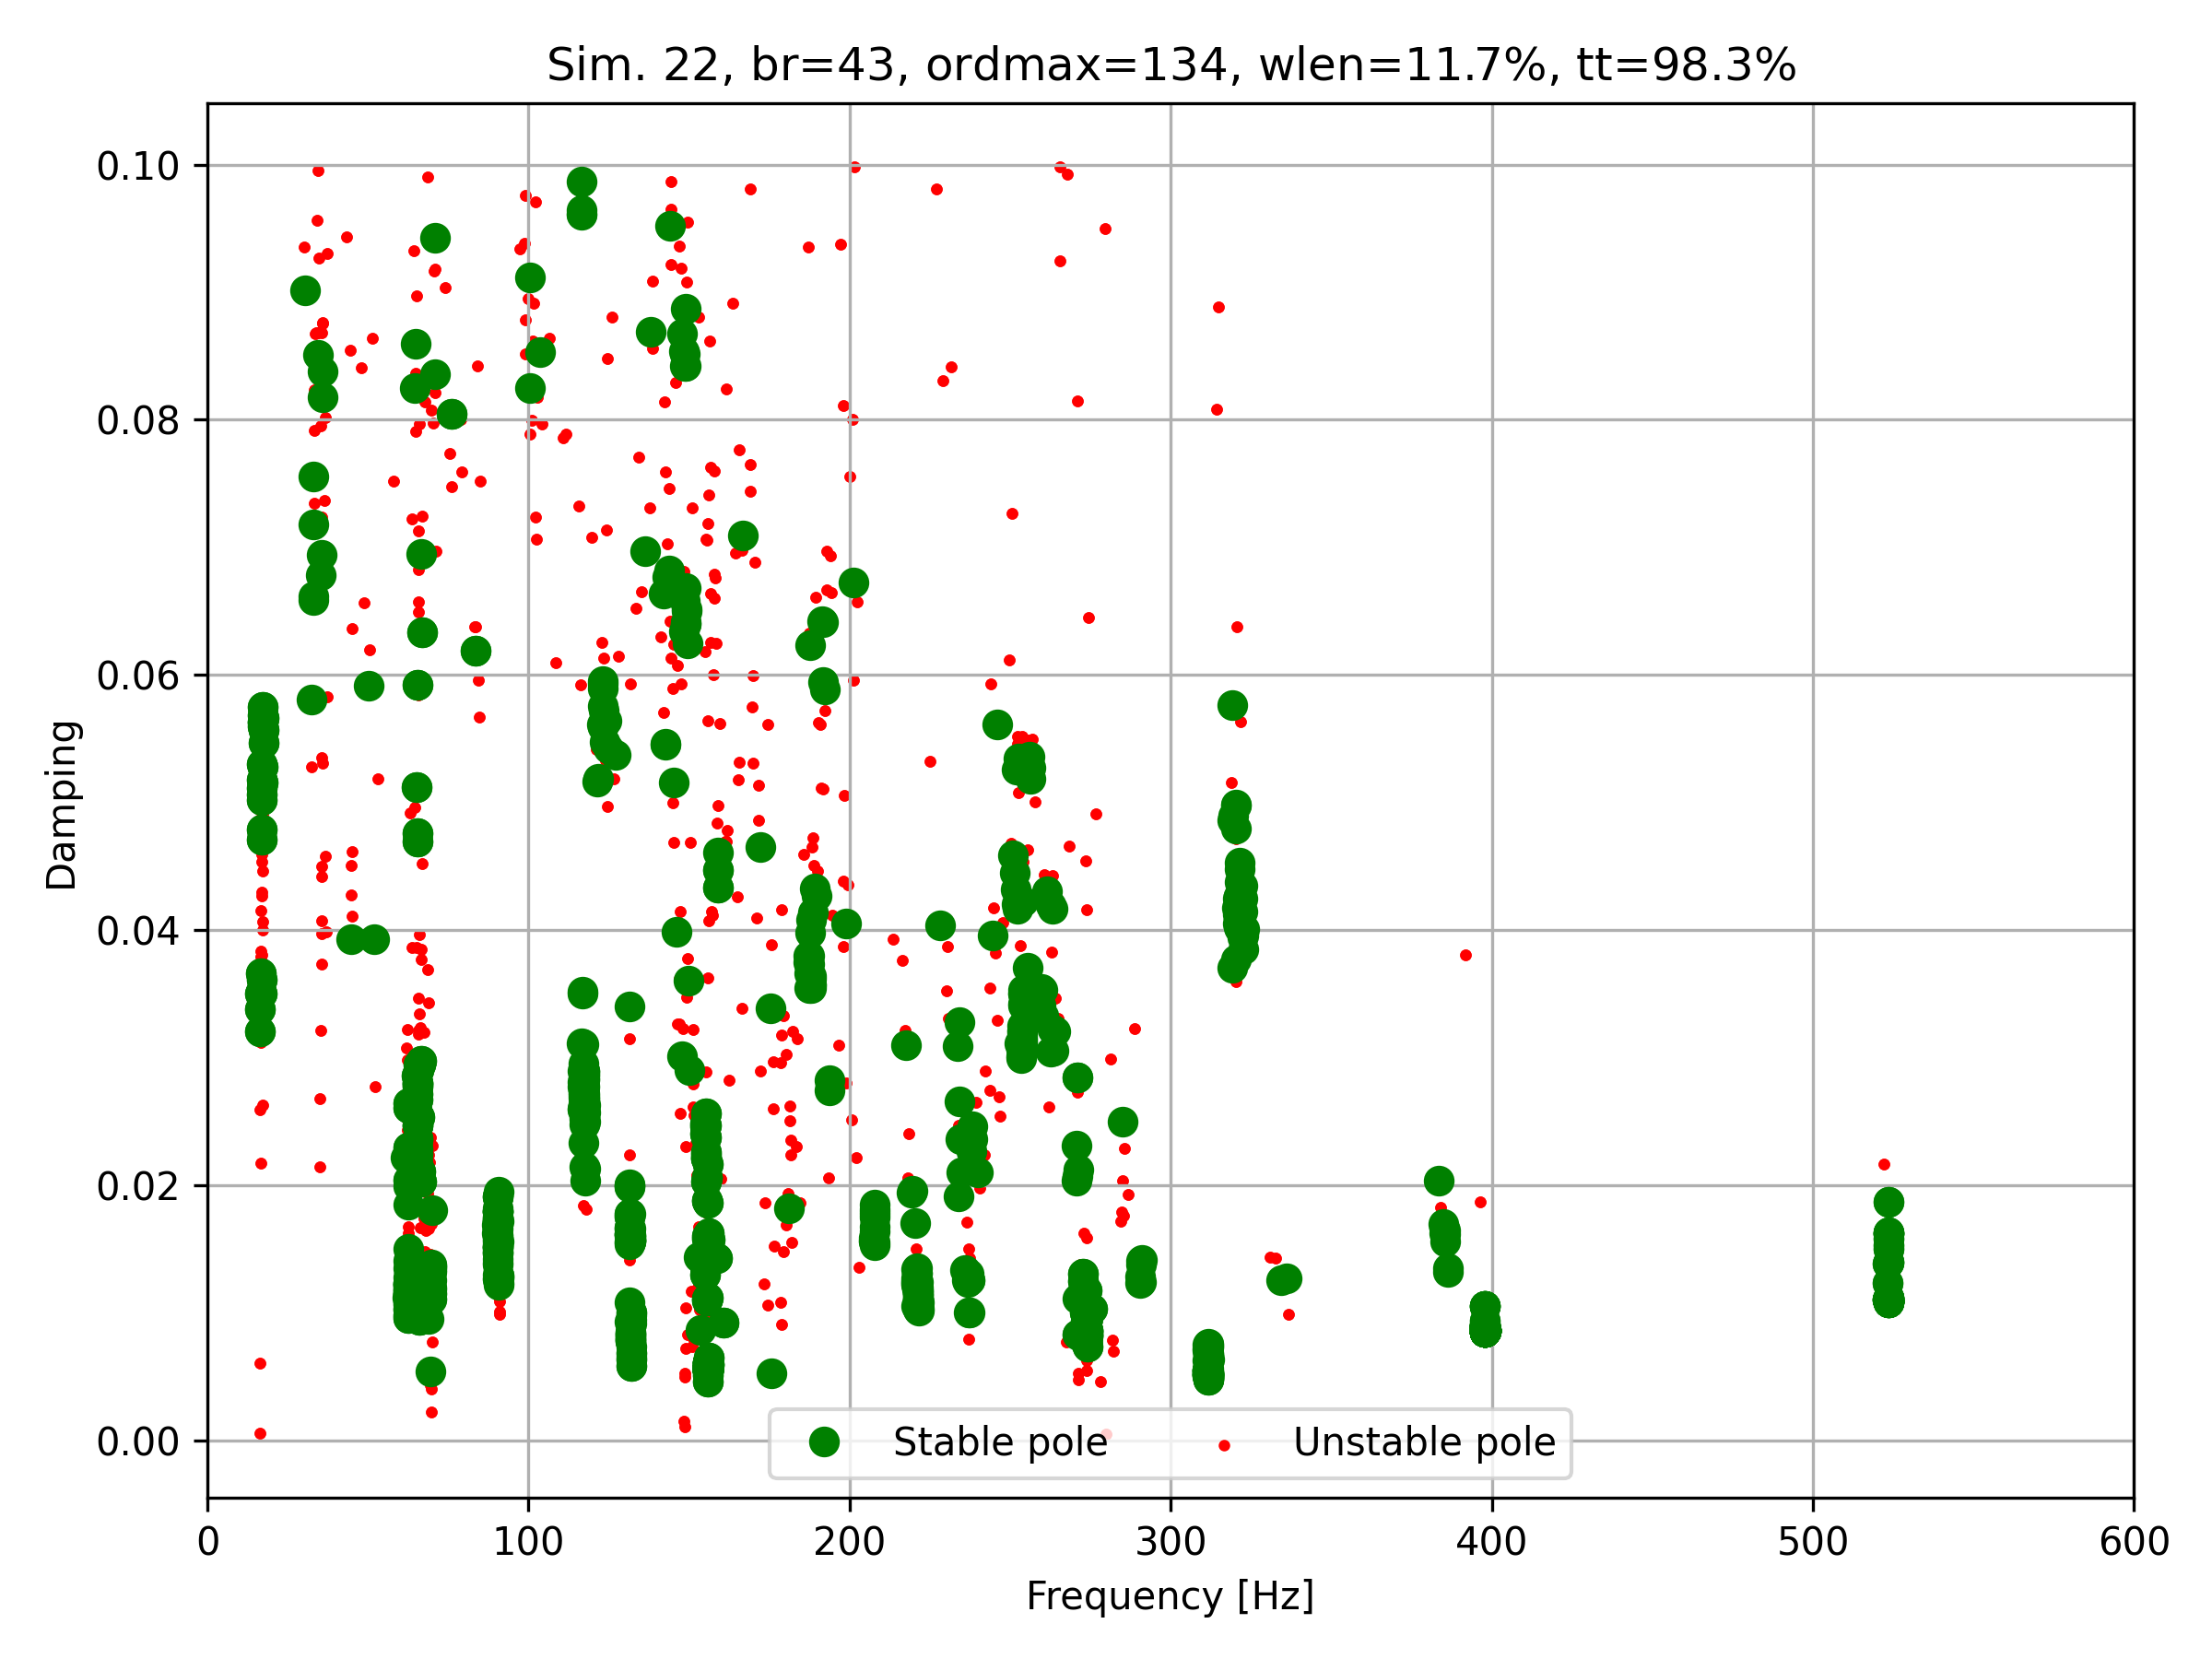 Sim. 22, br=43, ordmax=134, wlen=11.7%, tt=98.3%
0.10
0.08
0.06
0.04
0.02
0.00
Damping
Stable pole
Unstable pole
0
100
200
300
400
500
600
Frequency [Hz]